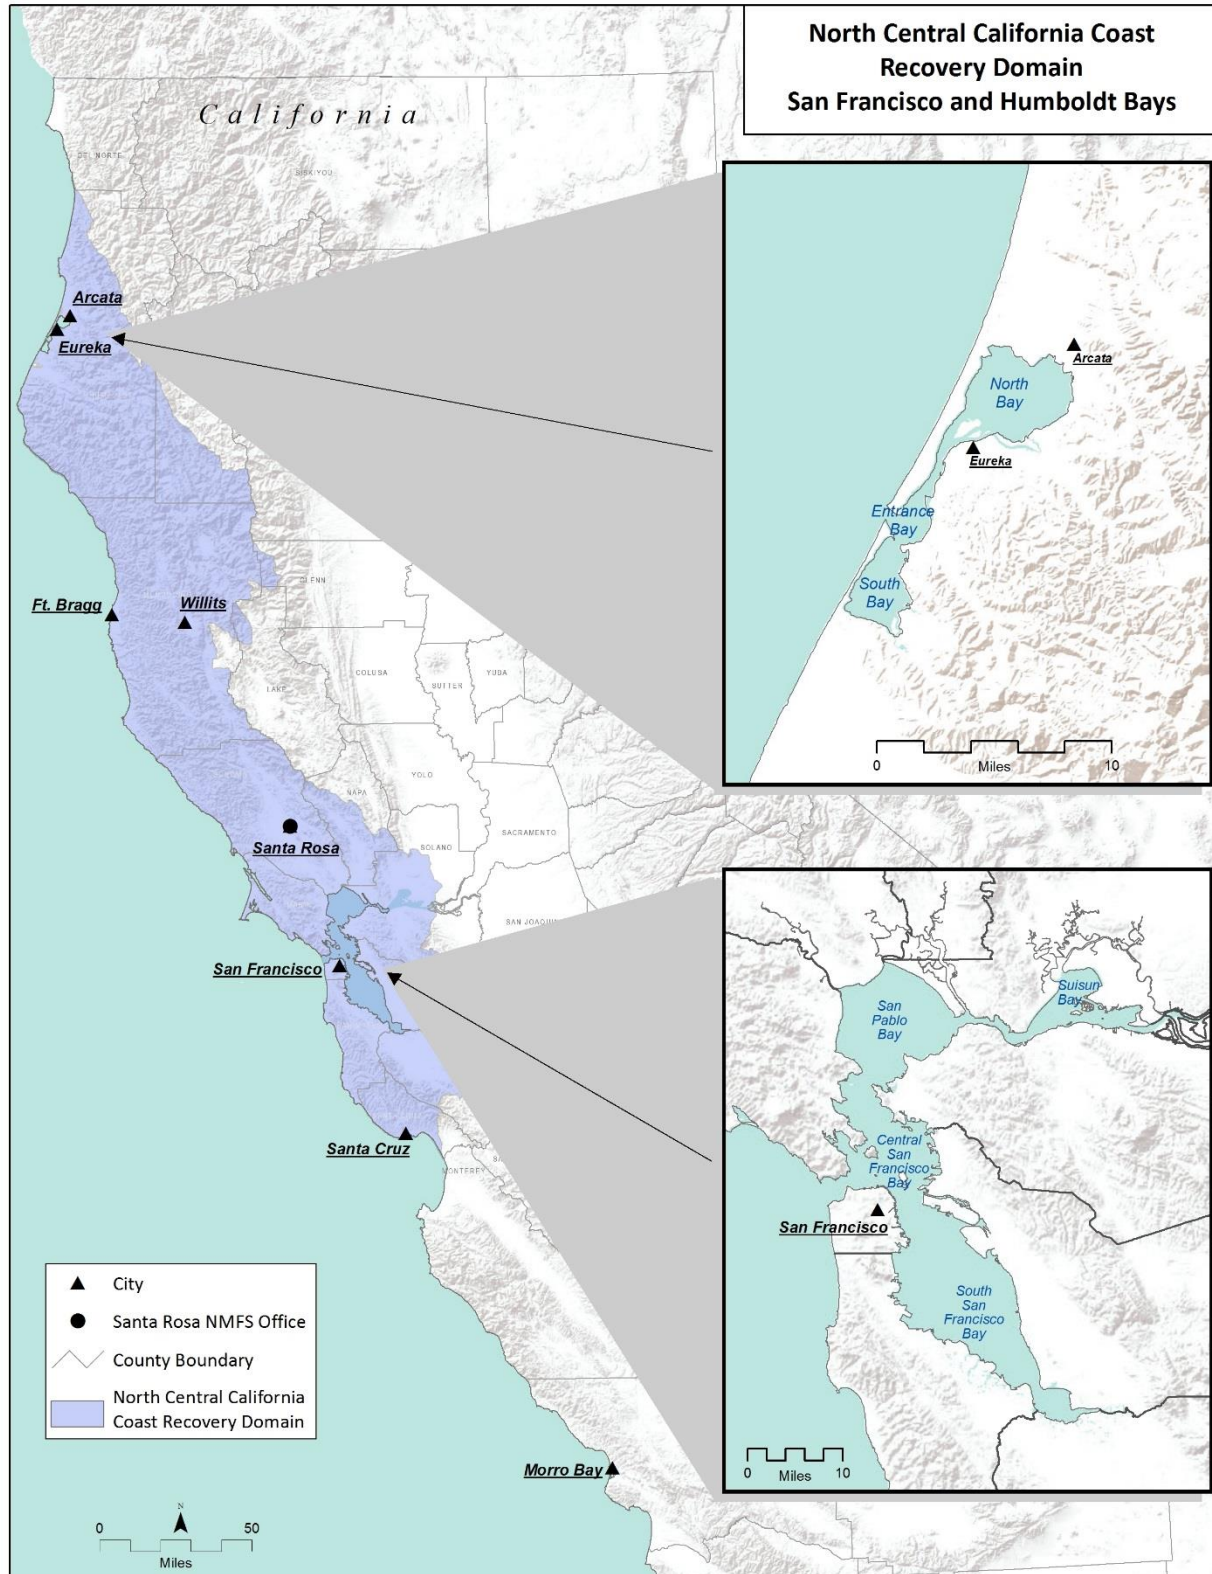 North Central California Coast
Recovery Domain
San Francisco and Humboldt Bays
California
DEL NORTE
SISKIYOU
Arcata
Eureka
Ft. Bragg
Willits
GLENN
COLUSA
SUTTER
YUBA
LAKE
YOLO
NAPA
SACRAMENTO
SOLANO
Santa Rosa
SAN JOAQUIN
San Francisco
Santa Cruz
MONTEREY
Morro Bay
Arcata
North
Bay
Eureka
Entrance
Bay
South
Bay
0
10
Miles
Suisun
Bay
San
Pablo
Bay
Central
San
Francisco
Bay
San Francisco
South
San
Francisco
Bay
0
10
Miles
City
Santa Rosa NMFS Office
County Boundary
North Central California
Coast Recovery Domain
N
0
50
Miles